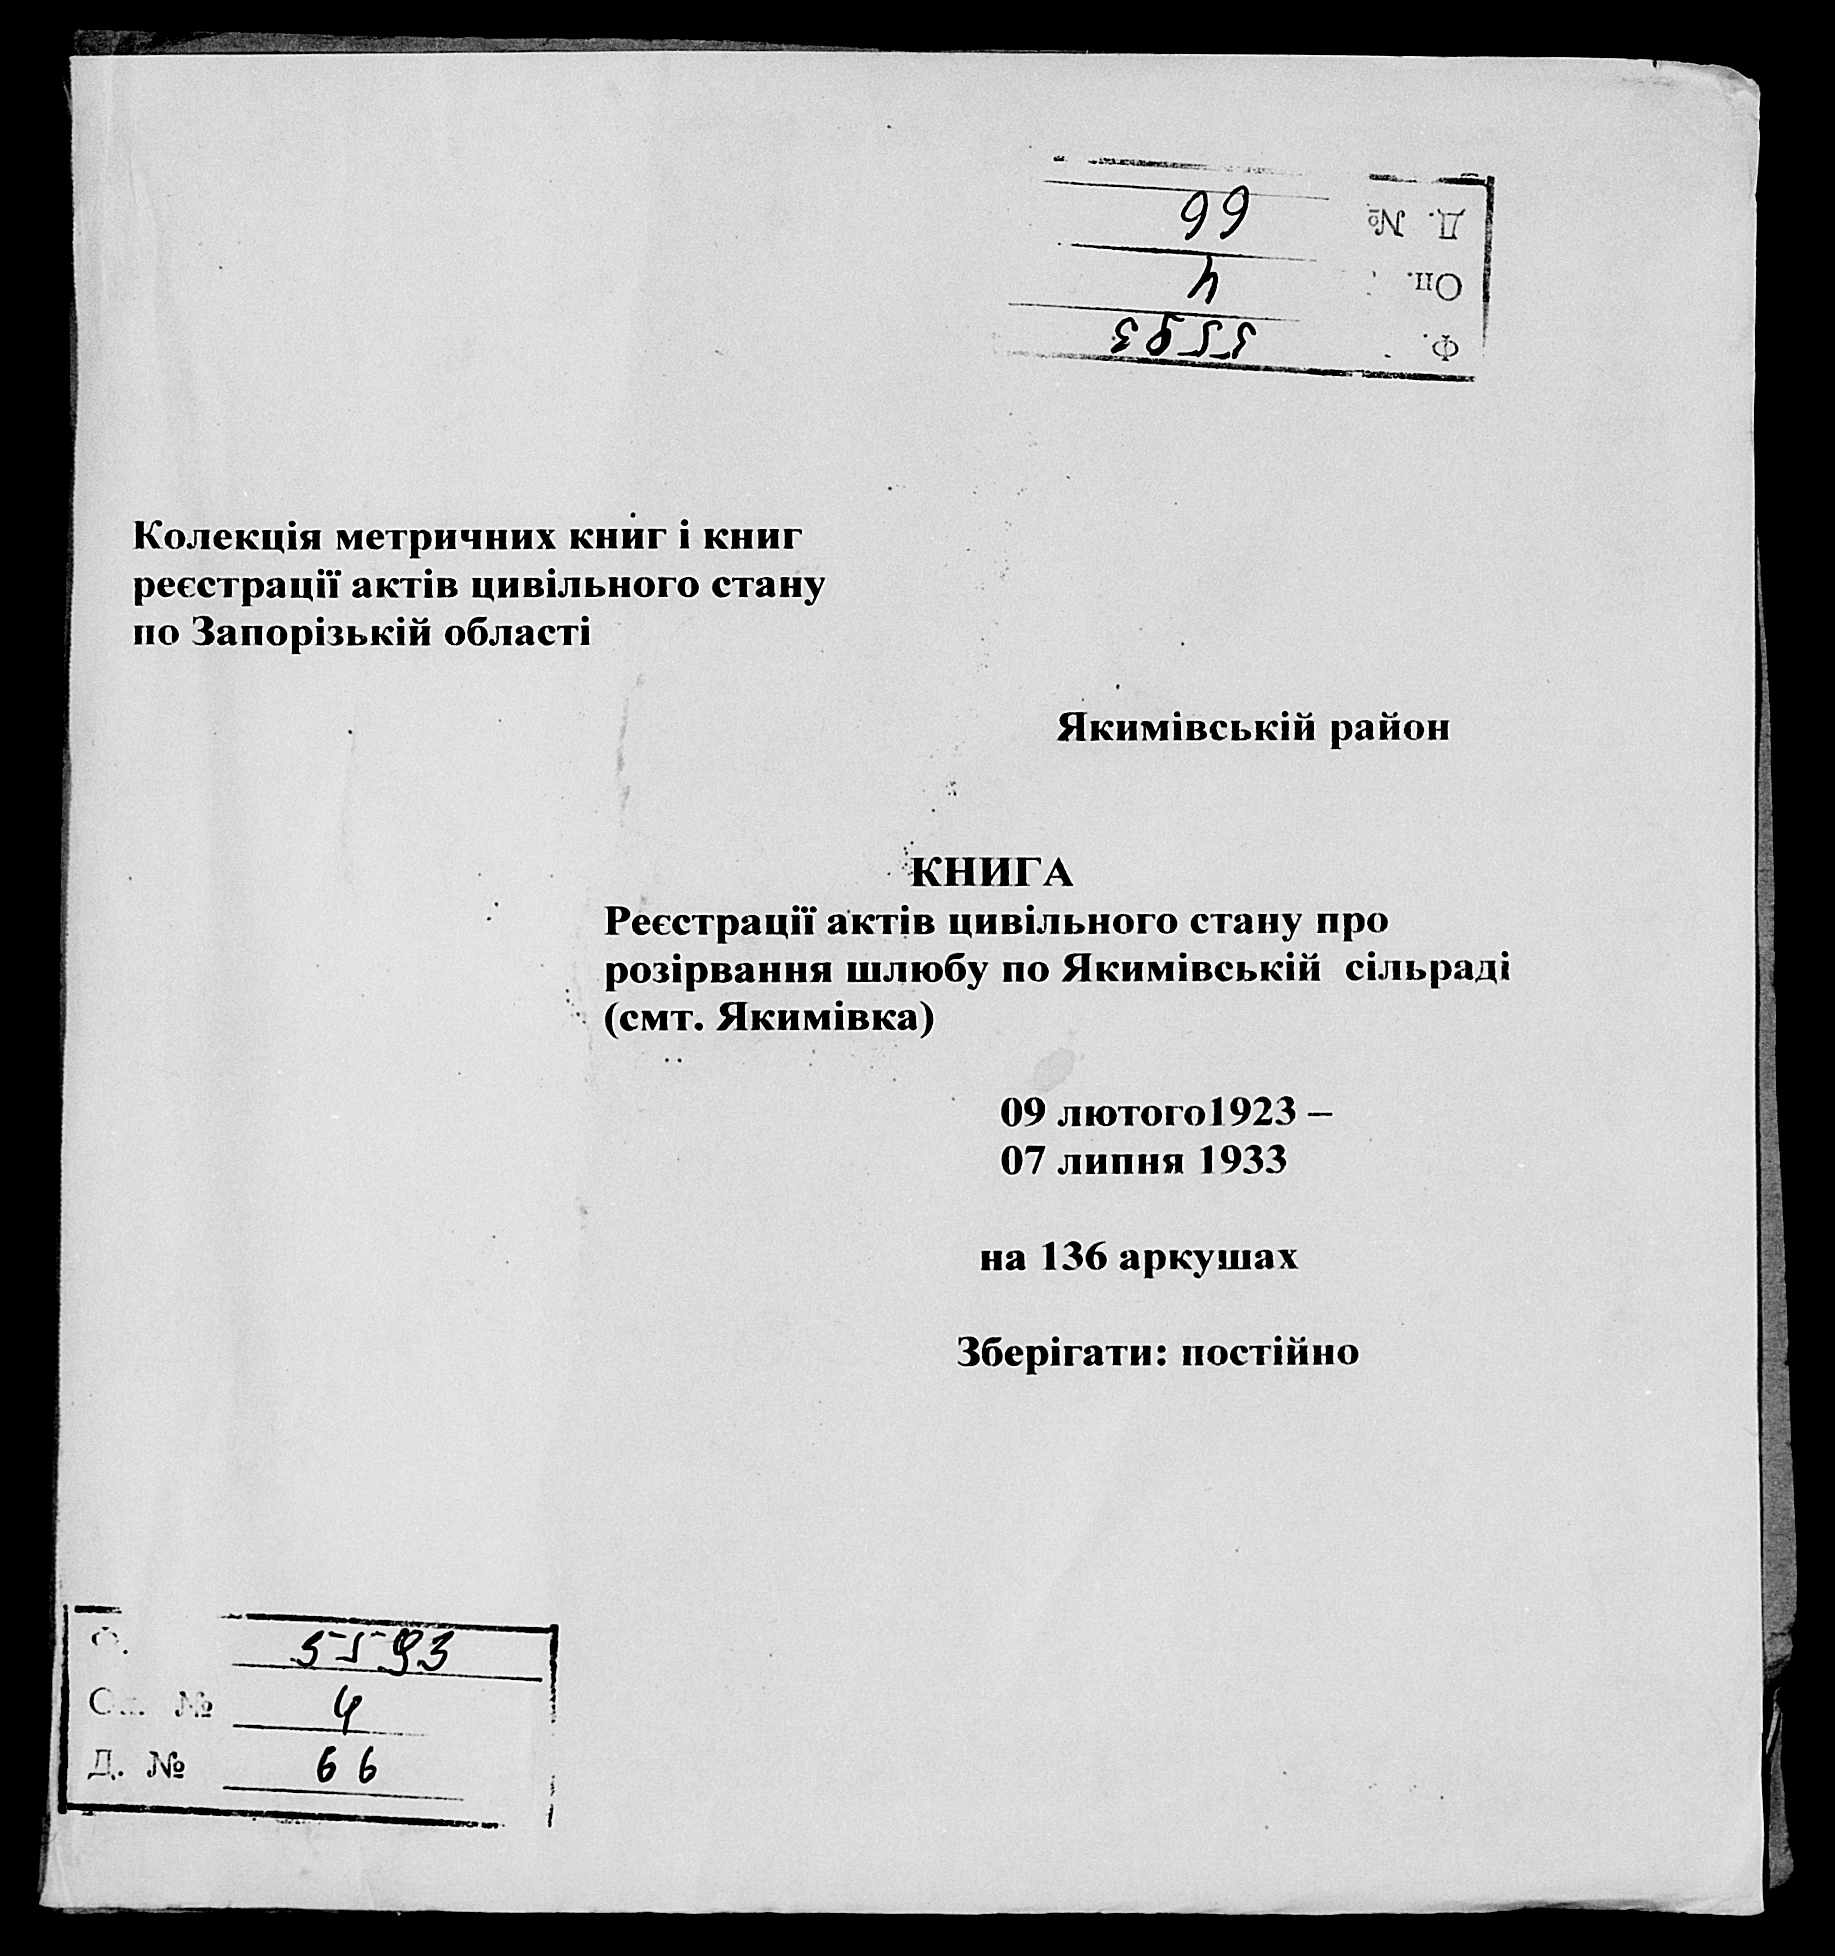 Д. № 66
Оп. 4
Ф. 5593
Колекція метричних книг і книг
реєстрації актів цивільного стану
по Запорізькій області
Якимівській район
КНИГА
Реєстрації актів цивільного стану про
розірвання шлюбу по Якимівській сільраді
(смт. Якимівка)
09 лютого1923 –
07 липня 1933
на 136 аркушах
Зберігати: постійно
Ф. 5593
Оп. № 4
Д. № 66